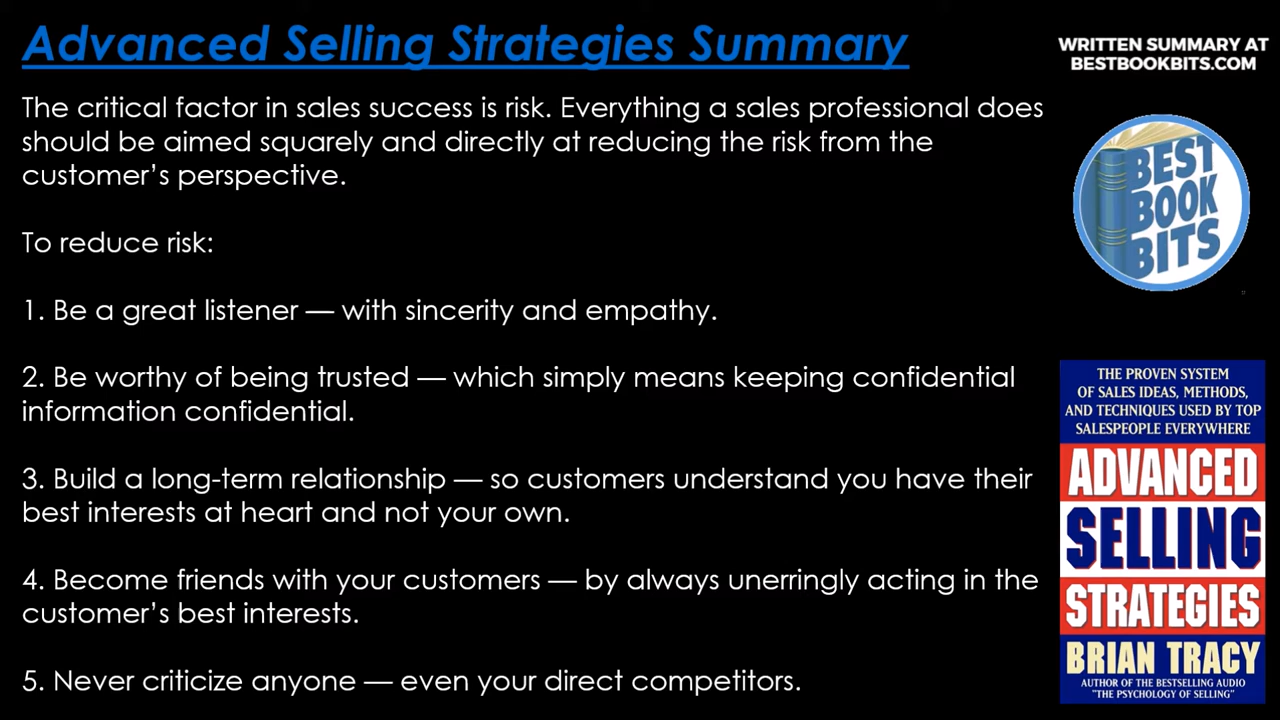 Advanced Selling Strategies Summary
WRITTEN SUMMARY AT
BESTBOOKBITS.COM
The critical factor in sales success is risk. Everything a sales professional does
should be aimed squarely and directly at reducing the risk from the
customer's perspective.
To reduce risk:
1. Be a great listener — with sincerity and empathy.
2. Be worthy of being trusted — which simply means keeping confidential
information confidential.
3. Build a long-term relationship — so customers understand you have their
best interests at heart and not your own.
4. Become friends with your customers — by always unerringly acting in the
customer's best interests.
5. Never criticize anyone — even your direct competitors.
BEST
BOOK
BITS
THE PROVEN SYSTEM
OF SALES IDEAS, METHODS,
AND TECHNIQUES USED BY TOP
SALESPEOPLE EVERYWHERE
ADVANCED
SELLING
STRATEGIES
BRIAN TRACY
AUTHOR OF THE BESTSELLING AUDIO
"THE PSYCHOLOGY OF SELLING"